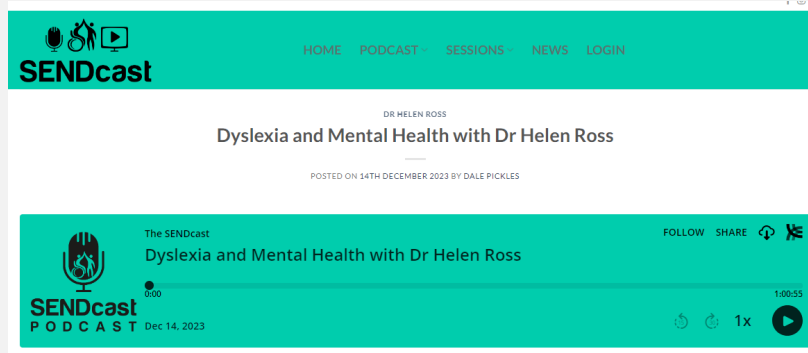 SENDcast
HOME PODCAST SESSIONS NEWS LOGIN
DR HELEN ROSS
Dyslexia and Mental Health with Dr Helen Ross
POSTED ON 14TH DECEMBER 2023 BY DALE PICKLES
The SENDcast
FOLLOW SHARE
Dyslexia and Mental Health with Dr Helen Ross
0:00
1:00:55
SENDcast
PODCAST
Dec 14, 2023
1x